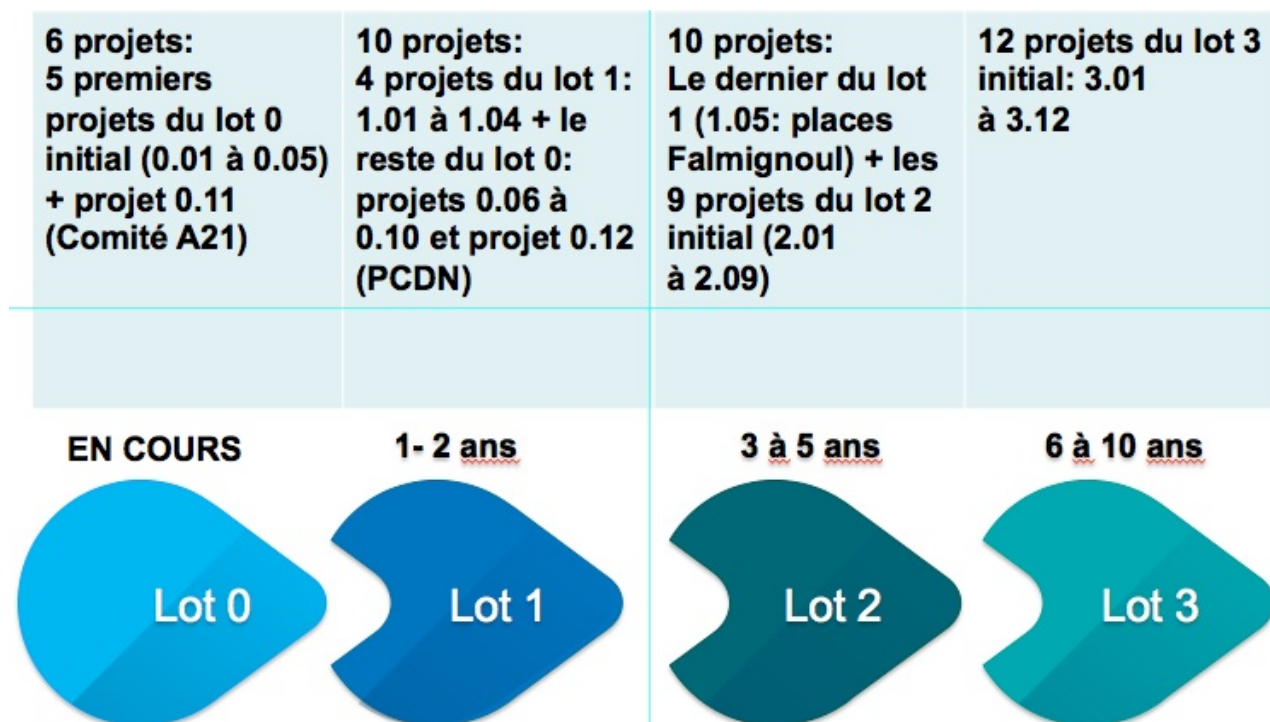 6 projets:
5 premiers
projets du lot 0
initial (0.01 à 0.05)
+ projet 0.11
(Comité A21)
10 projets:
4 projets du lot 1:
1.01 à 1.04 + le
reste du lot 0:
projets 0.06 à
0.10 et projet 0.12
(PCDN)
10 projets:
Le dernier du lot
1 (1.05: places
Falmignoul) + les
9 projets du lot 2
initial (2.01
à 2.09)
12 projets du lot 3
initial: 3.01
à 3.12
EN COURS
1- 2 ans
3 à 5 ans
6 à 10 ans
Lot 0
Lot 1
Lot 2
Lot 3